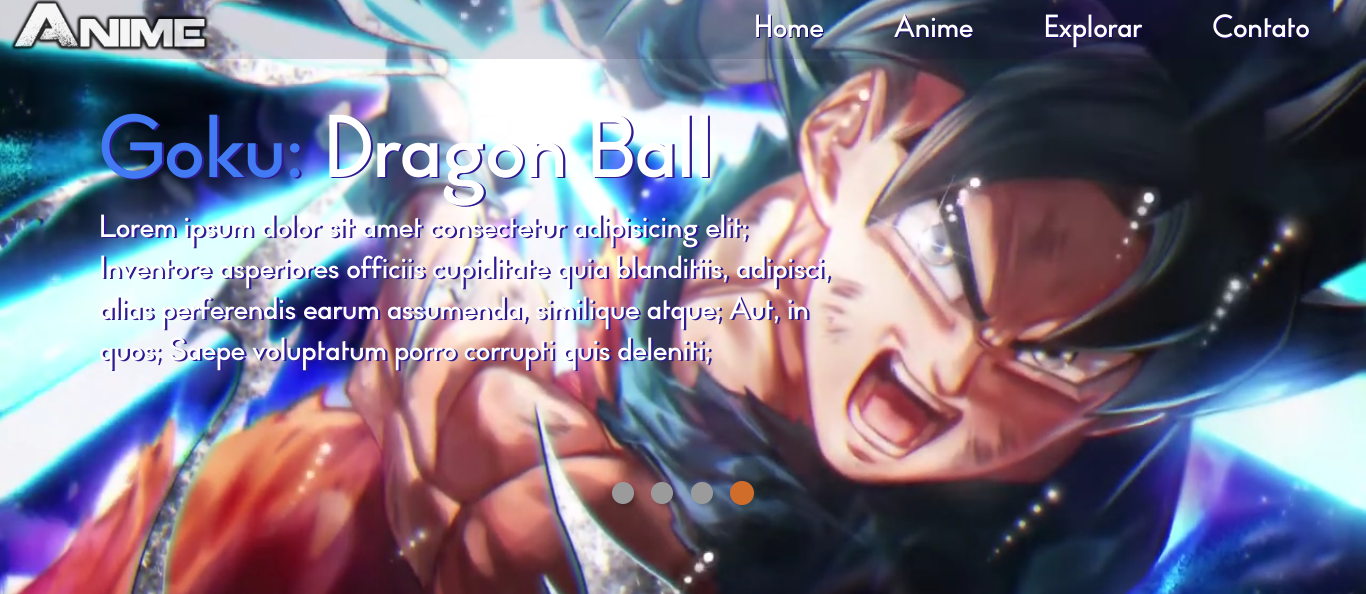 ANIME
Home Anime Explorar Contato
Goku: Dragon Ball
Lorem ipsum dolor sit amet consectetur adipisicing elit;
Inventore asperiores officiis cupiditate quia blanditiis, adipisci,
alias perferendis earum assumenda, similique atque; Aut, in
quos; Saepe voluptatum porro corrupti quis deleniti;